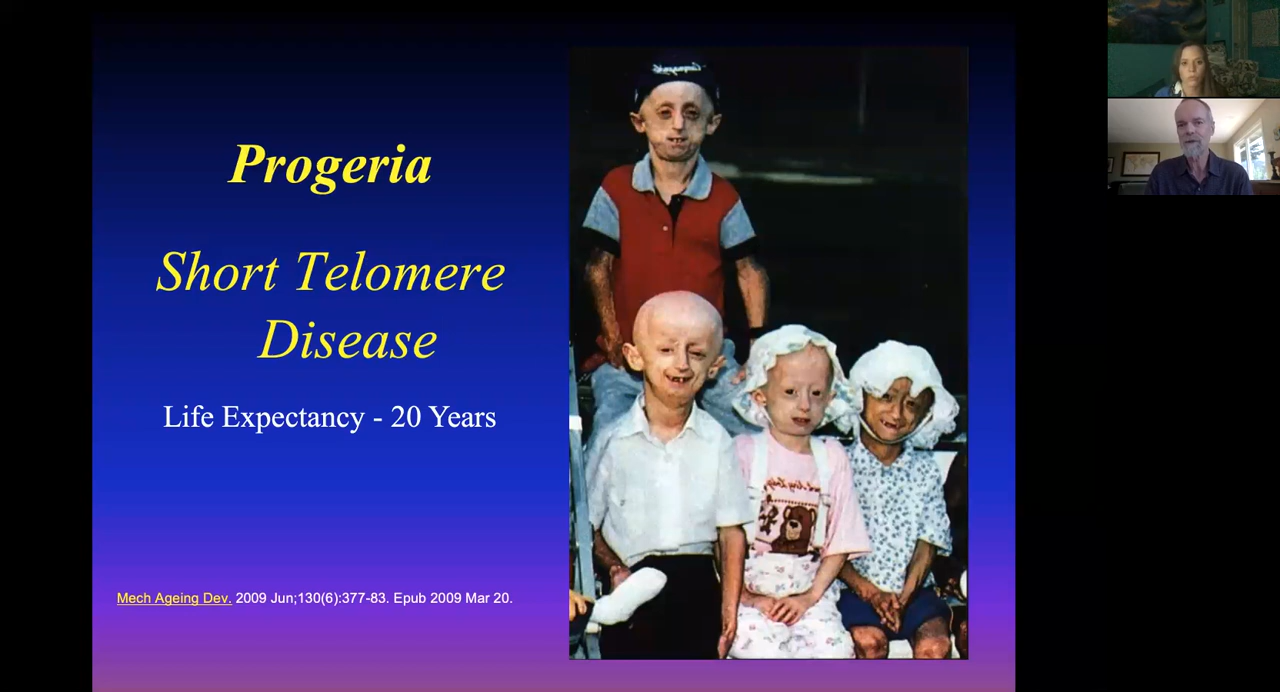 Progeria
Short Telomere
Disease
Life Expectancy - 20 Years
Mech Ageing Dev. 2009 Jun;130(6):377-83. Epub 2009 Mar 20.